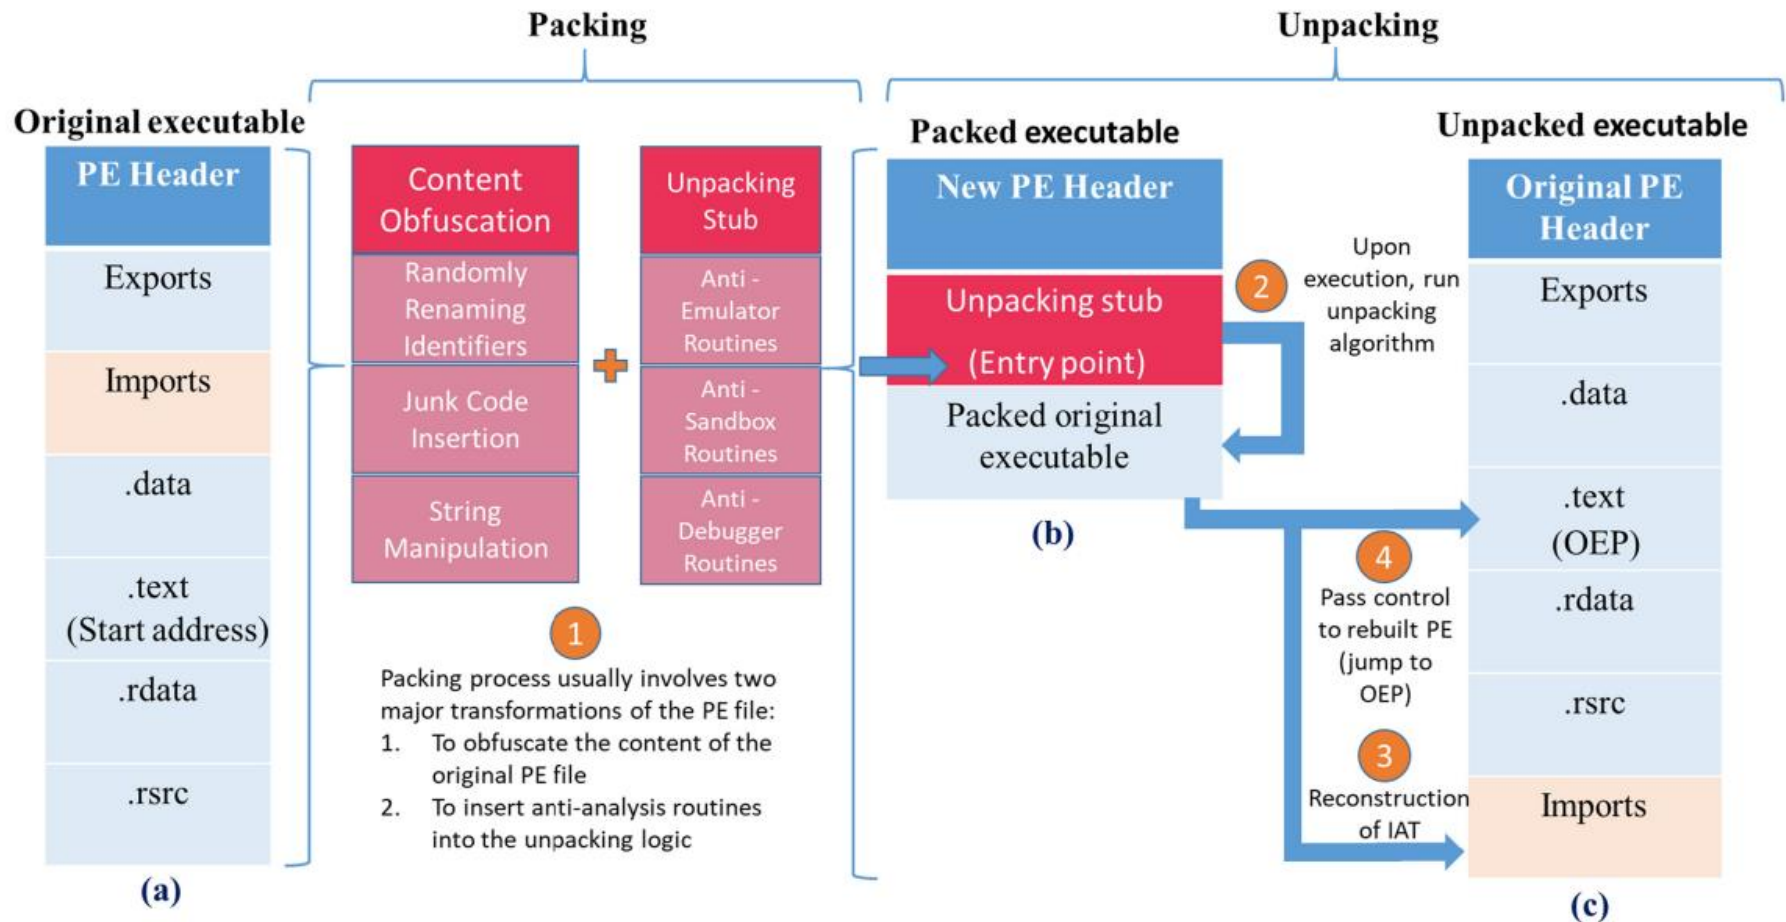 Packing
Unpacking
Original executable
PE Header
Exports
Imports
.data
.text
(Start address)
.rdata
.rsrc
(a)
Content
Obfuscation
Randomly
Renaming
Identifiers
Junk Code
Insertion
String
Manipulation
Unpacking
Stub
Anti -
Emulator
Routines
Anti -
Sandbox
Routines
Anti -
Debugger
Routines
1
Packing process usually involves two
major transformations of the PE file:
1. To obfuscate the content of the
original PE file
2. To insert anti-analysis routines
into the unpacking logic
Packed executable
New PE Header
Unpacking stub
(Entry point)
Packed original
executable
(b)
2
Upon
execution, run
unpacking
algorithm
4
Pass control
to rebuilt PE
(jump to
OEP)
3
Reconstruction
of IAT
Unpacked executable
Original PE
Header
Exports
.data
.text
(OEP)
.rdata
.rsrc
Imports
(c)